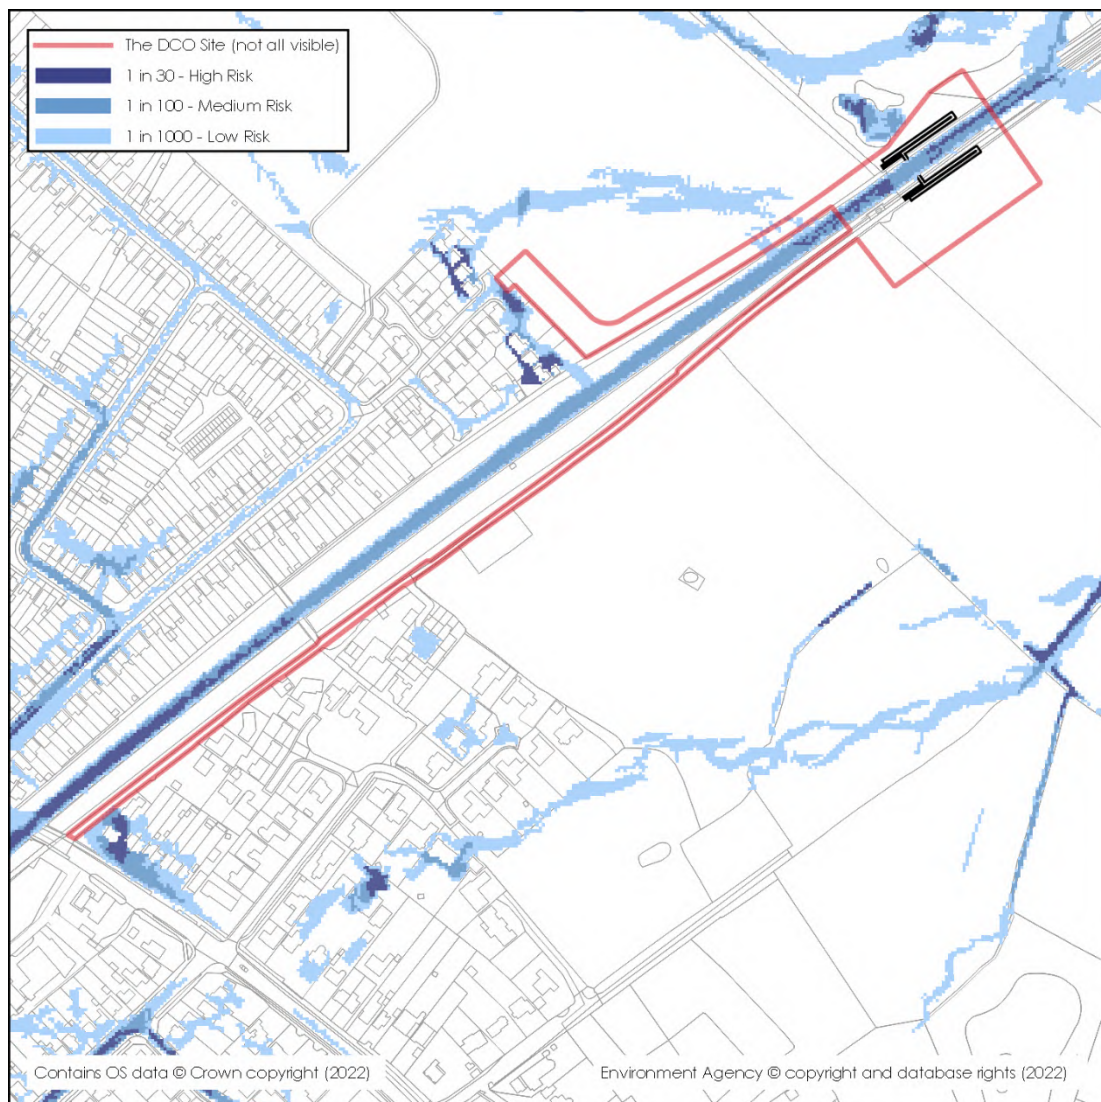 The DCO Site (not all visible)
1 in 30 - High Risk
1 in 100 - Medium Risk
1 in 1000 - Low Risk
Contains OS data © Crown copyright (2022)
Environment Agency © copyright and database rights (2022)